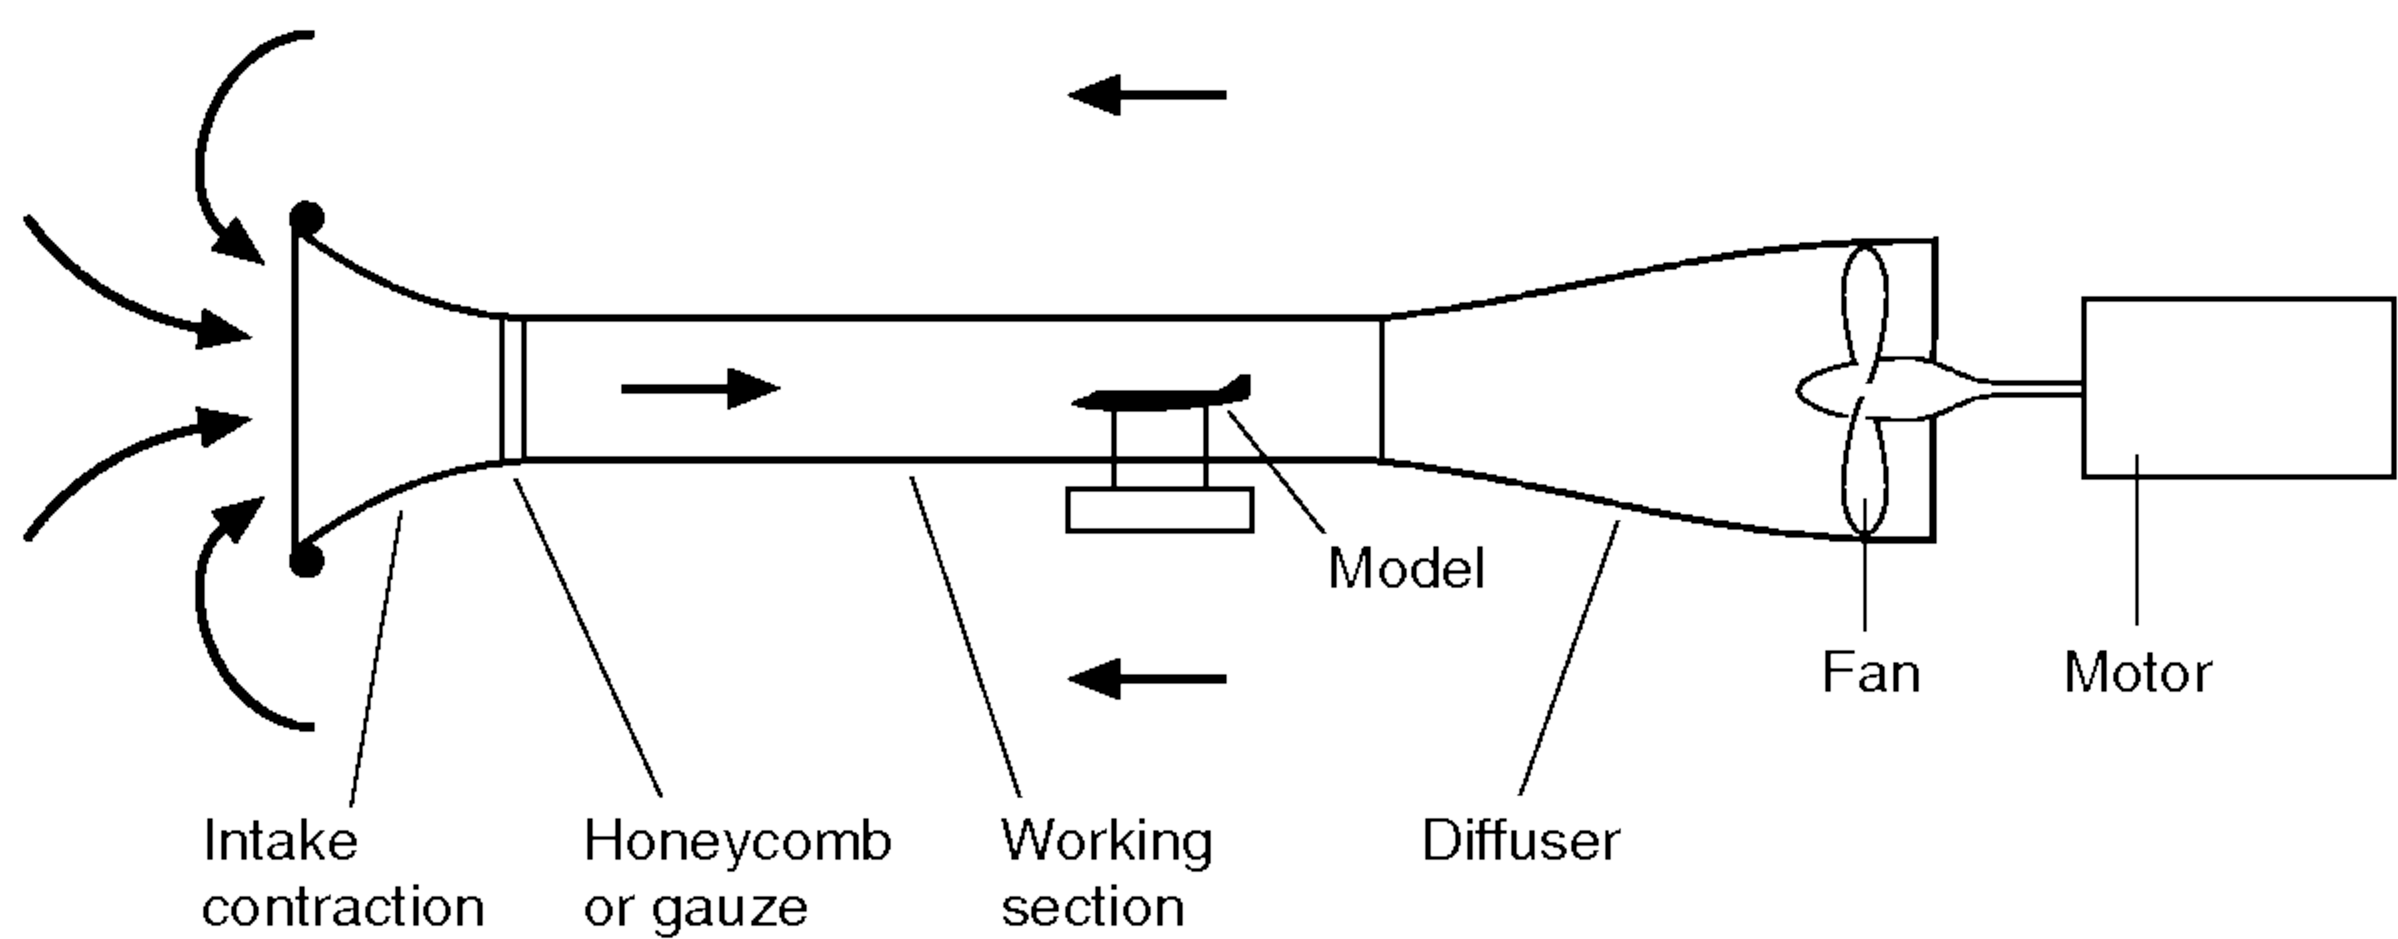 Model
Fan
Motor
Intake
contraction
Honeycomb
or gauze
Working
section
Diffuser